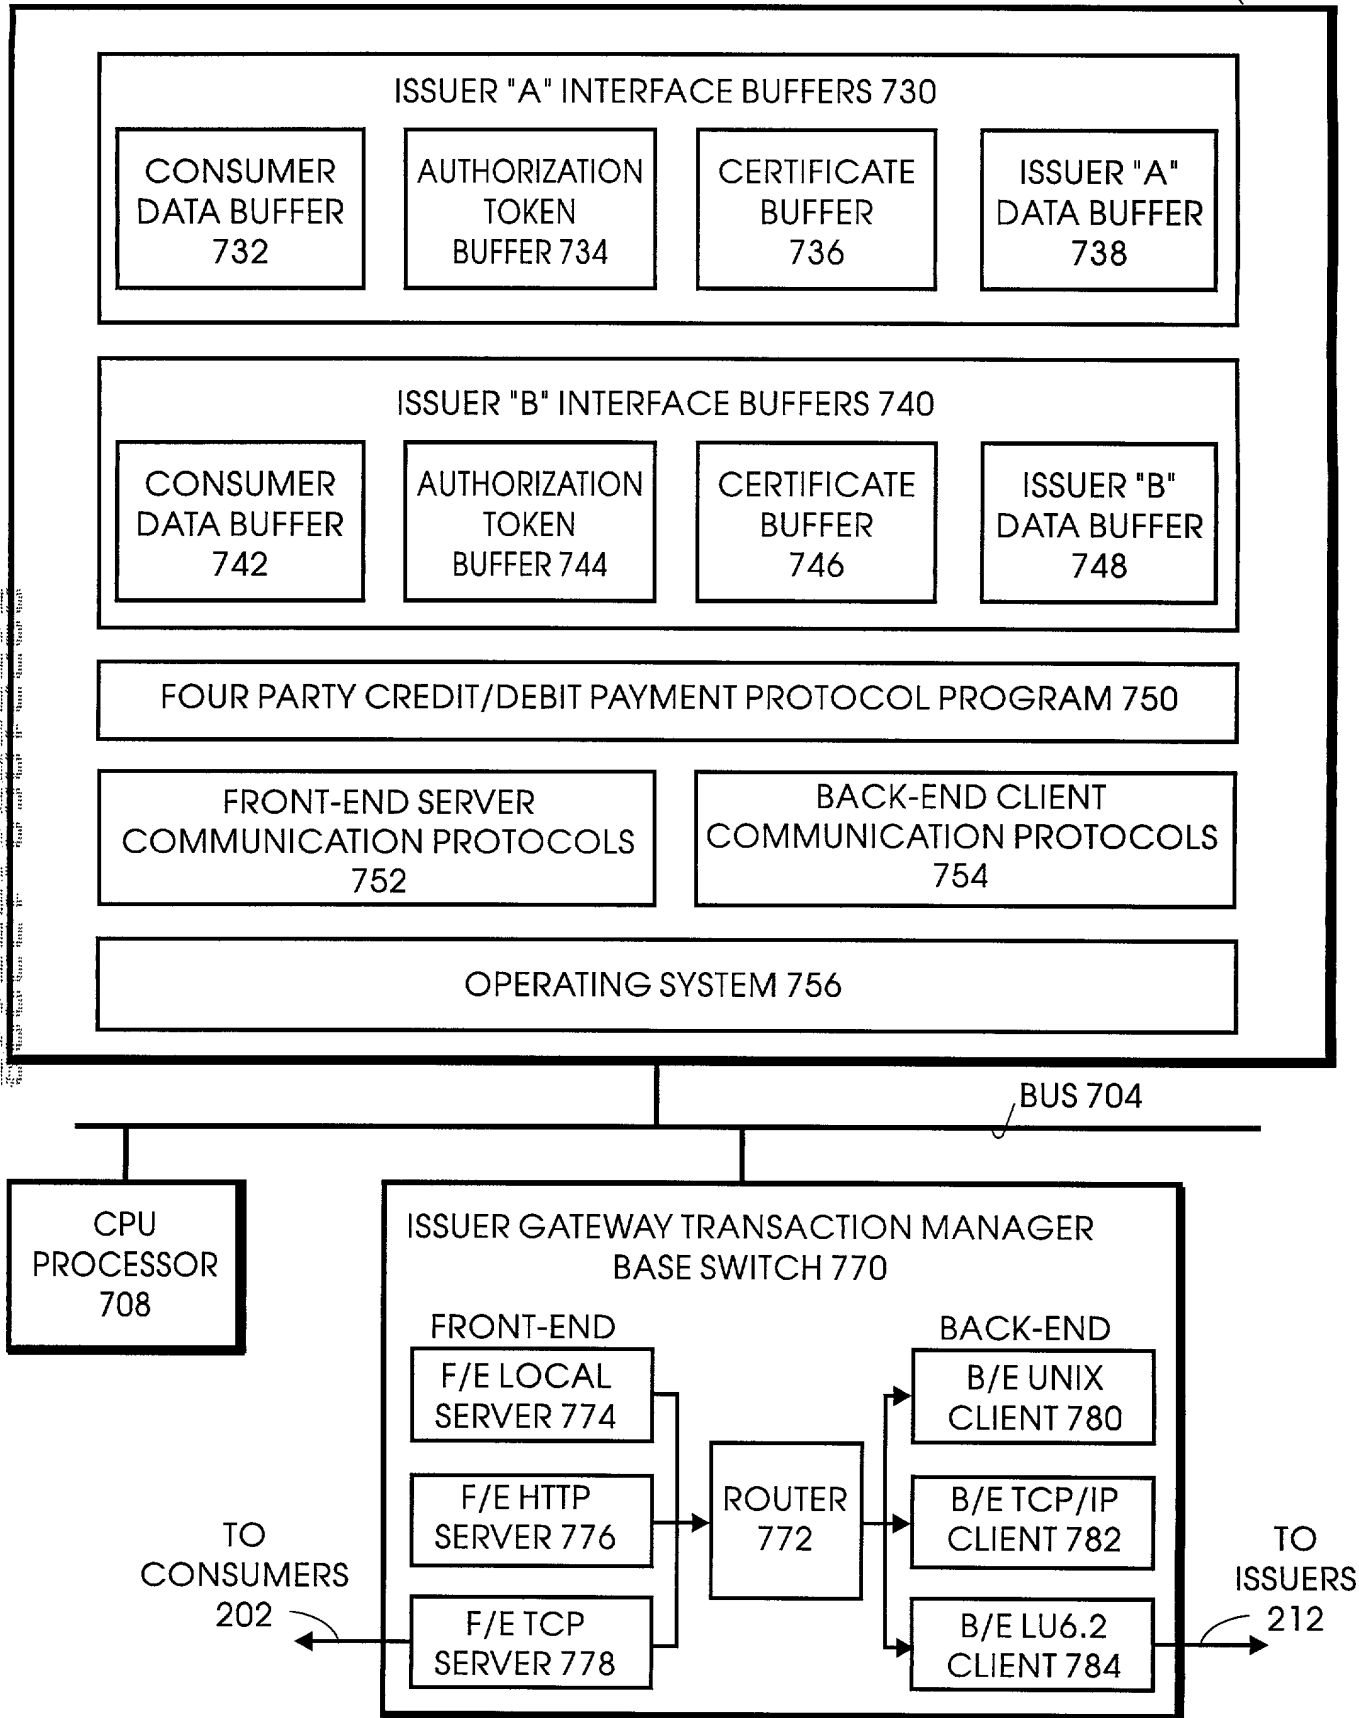 ISSUER "A" INTERFACE BUFFERS 730
CONSUMER
DATA BUFFER
732
AUTHORIZATION
TOKEN
BUFFER 734
CERTIFICATE
BUFFER
736
ISSUER "A"
DATA BUFFER
738
ISSUER "B" INTERFACE BUFFERS 740
CONSUMER
DATA BUFFER
742
AUTHORIZATION
TOKEN
BUFFER 744
CERTIFICATE
BUFFER
746
ISSUER "B"
DATA BUFFER
748
FOUR PARTY CREDIT/DEBIT PAYMENT PROTOCOL PROGRAM 750
FRONT-END SERVER
COMMUNICATION PROTOCOLS
752
BACK-END CLIENT
COMMUNICATION PROTOCOLS
754
OPERATING SYSTEM 756
BUS 704
CPU
PROCESSOR
708
ISSUER GATEWAY TRANSACTION MANAGER
BASE SWITCH 770
FRONT-END
F/E LOCAL
SERVER 774
F/E HTTP
SERVER 776
F/E TCP
SERVER 778
ROUTER
772
BACK-END
B/E UNIX
CLIENT 780
B/E TCP/IP
CLIENT 782
B/E LU6.2
CLIENT 784
TO
CONSUMERS
202
TO
ISSUERS
212